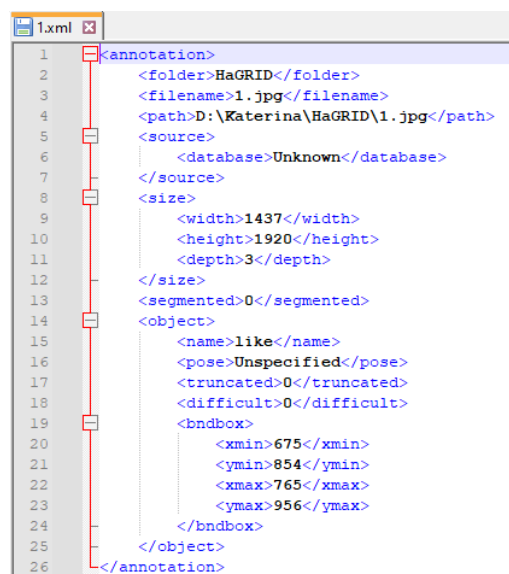 1.xml
1 <annotation>
2 <folder>HaGRID</folder>
3 <filename>1.jpg</filename>
4 <path>D:\Katerina\HaGRID\1.jpg</path>
5 <source>
6 <database>Unknown</database>
7 </source>
8 <size>
9 <width>1437</width>
10 <height>1920</height>
11 <depth>3</depth>
12 </size>
13 <segmented>0</segmented>
14 <object>
15 <name>like</name>
16 <pose>Unspecified</pose>
17 <truncated>0</truncated>
18 <difficult>0</difficult>
19 <bndbox>
20 <xmin>675</xmin>
21 <ymin>854</ymin>
22 <xmax>765</xmax>
23 <ymax>956</ymax>
24 </bndbox>
25 </object>
26 </annotation>